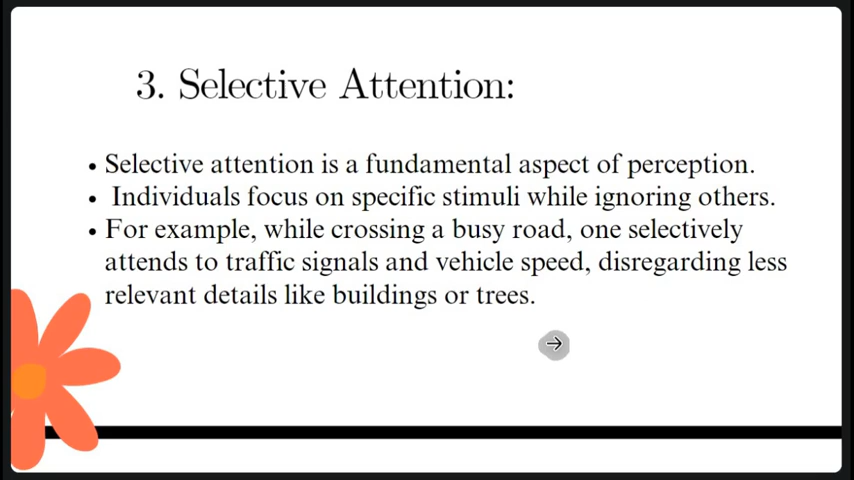 3. Selective Attention:
• Selective attention is a fundamental aspect of perception.
• Individuals focus on specific stimuli while ignoring others.
• For example, while crossing a busy road, one selectively
attends to traffic signals and vehicle speed, disregarding less
relevant details like buildings or trees.